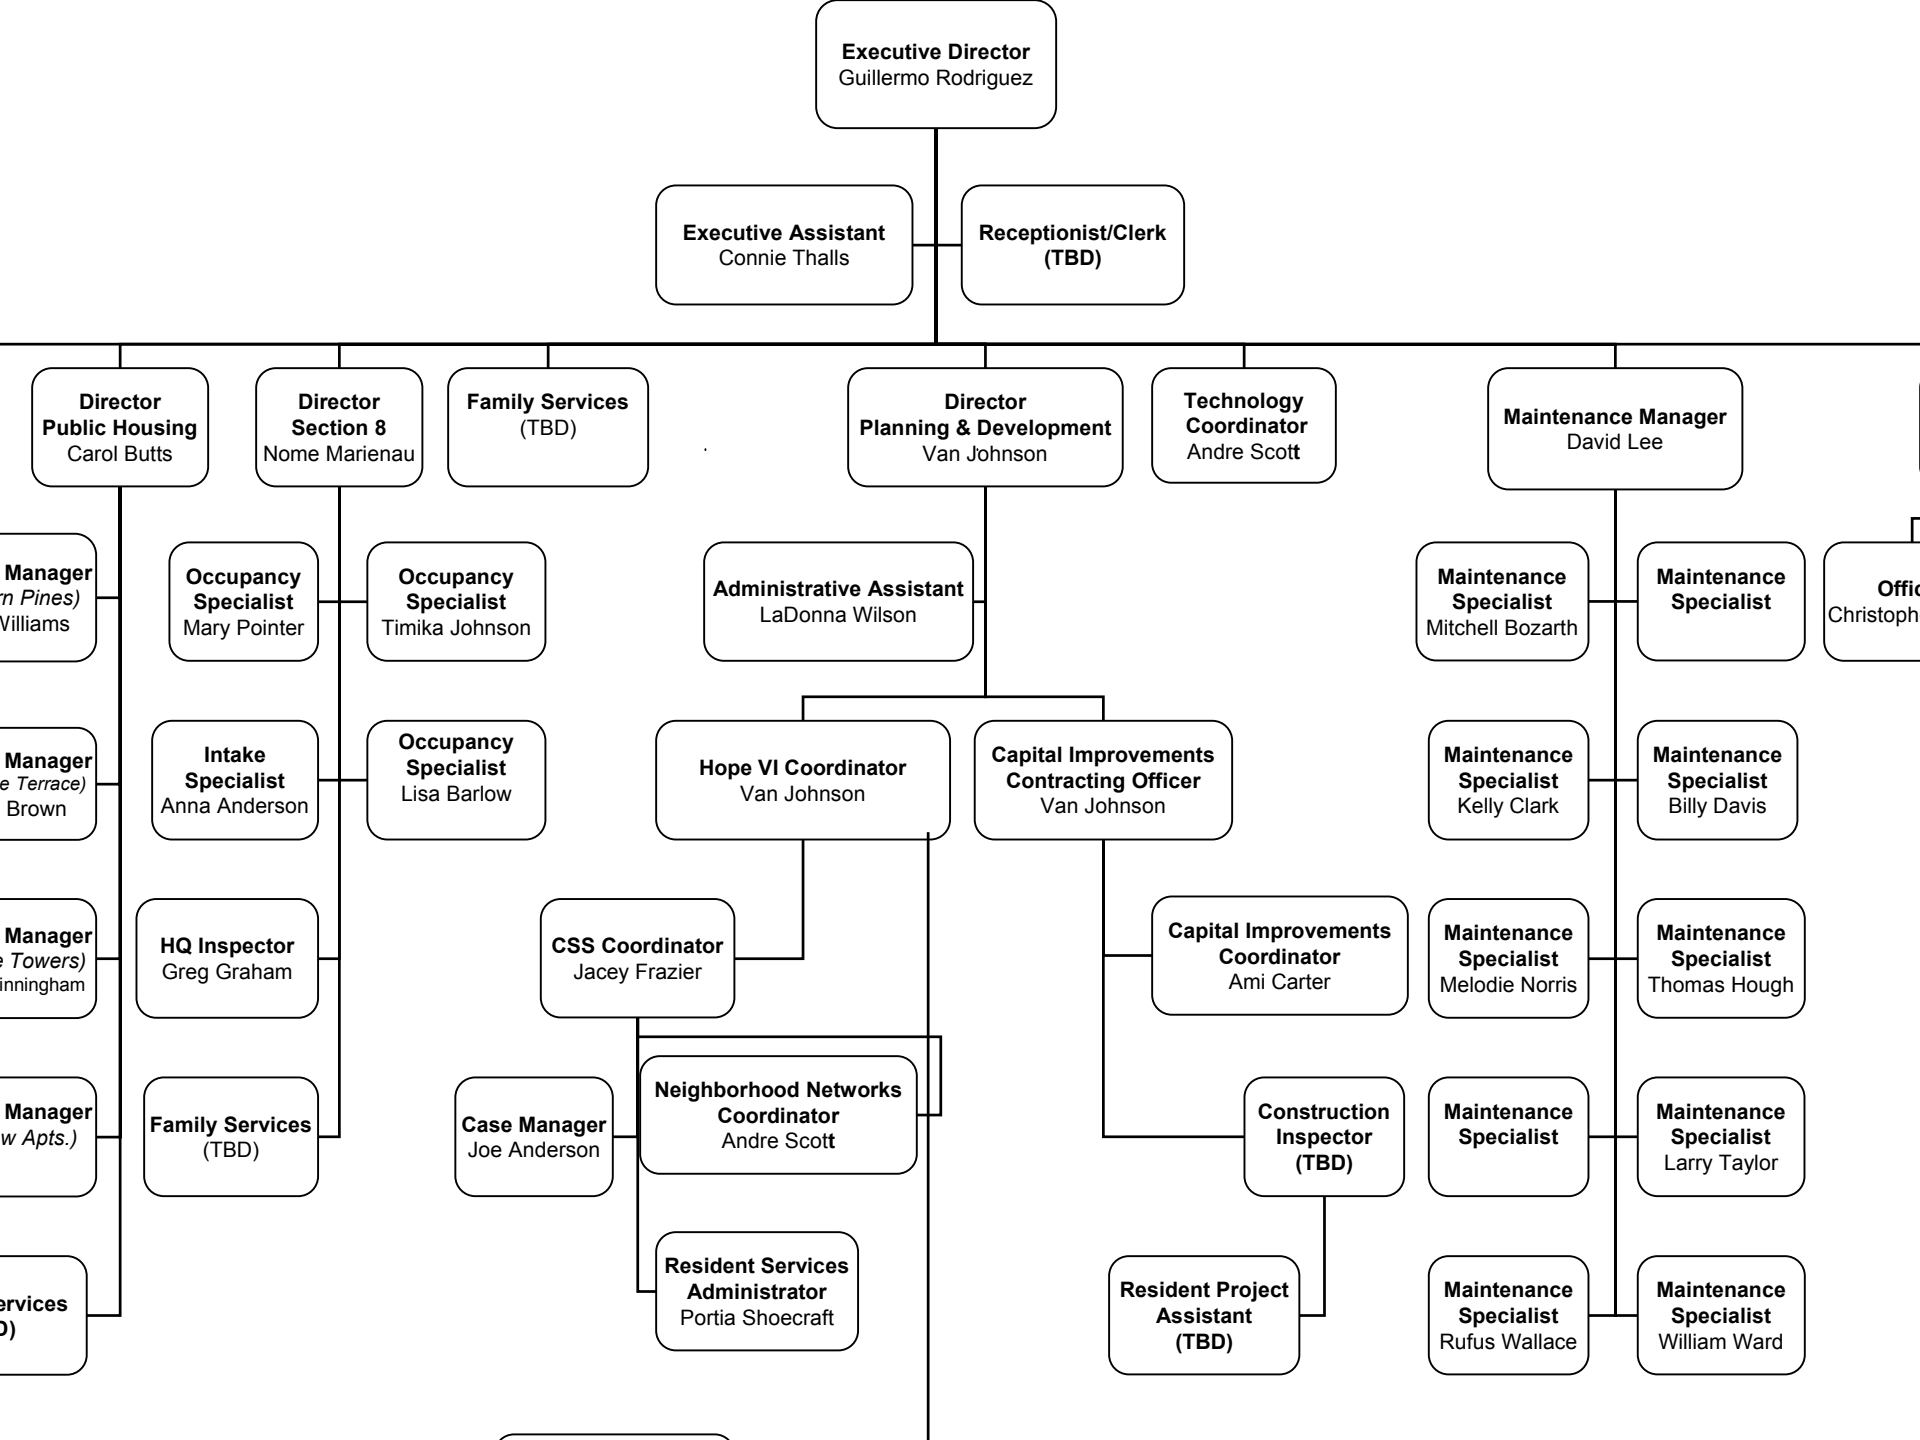 Executive Director
Guillermo Rodriguez
Executive Assistant
Connie Thalls
Receptionist/Clerk
(TBD)
Director
Public Housing
Carol Butts
Director
Section 8
Nome Marienau
Family Services
(TBD)
Director
Planning & Development
Van Johnson
Technology
Coordinator
Andre Scott
Maintenance Manager
David Lee
Manager
Pines)
Williams
Occupancy
Specialist
Mary Pointer
Occupancy
Specialist
Timika Johnson
Administrative Assistant
LaDonna Wilson
Maintenance
Specialist
Mitchell Bozarth
Maintenance
Specialist
Manager
Terrace)
Brown
Intake
Specialist
Anna Anderson
Occupancy
Specialist
Lisa Barlow
Hope VI Coordinator
Van Johnson
Capital Improvements
Contracting Officer
Van Johnson
Maintenance
Specialist
Kelly Clark
Maintenance
Specialist
Billy Davis
Manager
Towers)
HQ Inspector
Greg Graham
CSS Coordinator
Jacey Frazier
Capital Improvements
Coordinator
Ami Carter
Maintenance
Specialist
Melodie Norris
Maintenance
Specialist
Thomas Hough
Manager
Apts.)
Family Services
(TBD)
Case Manager
Joe Anderson
Neighborhood Networks
Coordinator
Andre Scott
Construction
Inspector
(TBD)
Maintenance
Specialist
Maintenance
Specialist
Larry Taylor
Resident Services
Administrator
Portia Shoecraft
Resident Project
Assistant
(TBD)
Maintenance
Specialist
Rufus Wallace
Maintenance
Specialist
William Ward